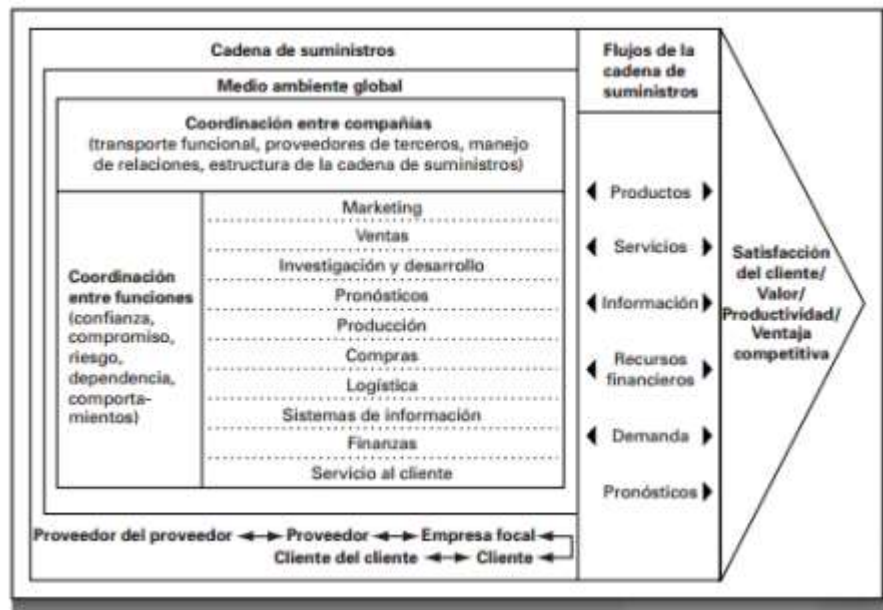 Cadena de suministros
Medio ambiente global
Coordinación entre compañías
(transporte funcional, proveedores de terceros, manejo
de relaciones, estructura de la cadena de suministros)
Coordinación
entre funciones
(confianza,
compromiso,
riesgo,
dependencia,
comporta-
mientos)
Marketing
Ventas
Investigación y desarrollo
Pronósticos
Producción
Compras
Logística
Sistemas de información
Finanzas
Servicio al cliente
Proveedor del proveedor Proveedor Empresa focal
Cliente del cliente Cliente
Flujos de la
cadena de
suministros
Productos
Servicios
Información
Recursos
financieros
Demanda
Pronósticos
Satisfacción
del cliente/
Valor/
Productividad/
Ventaja
competitiva